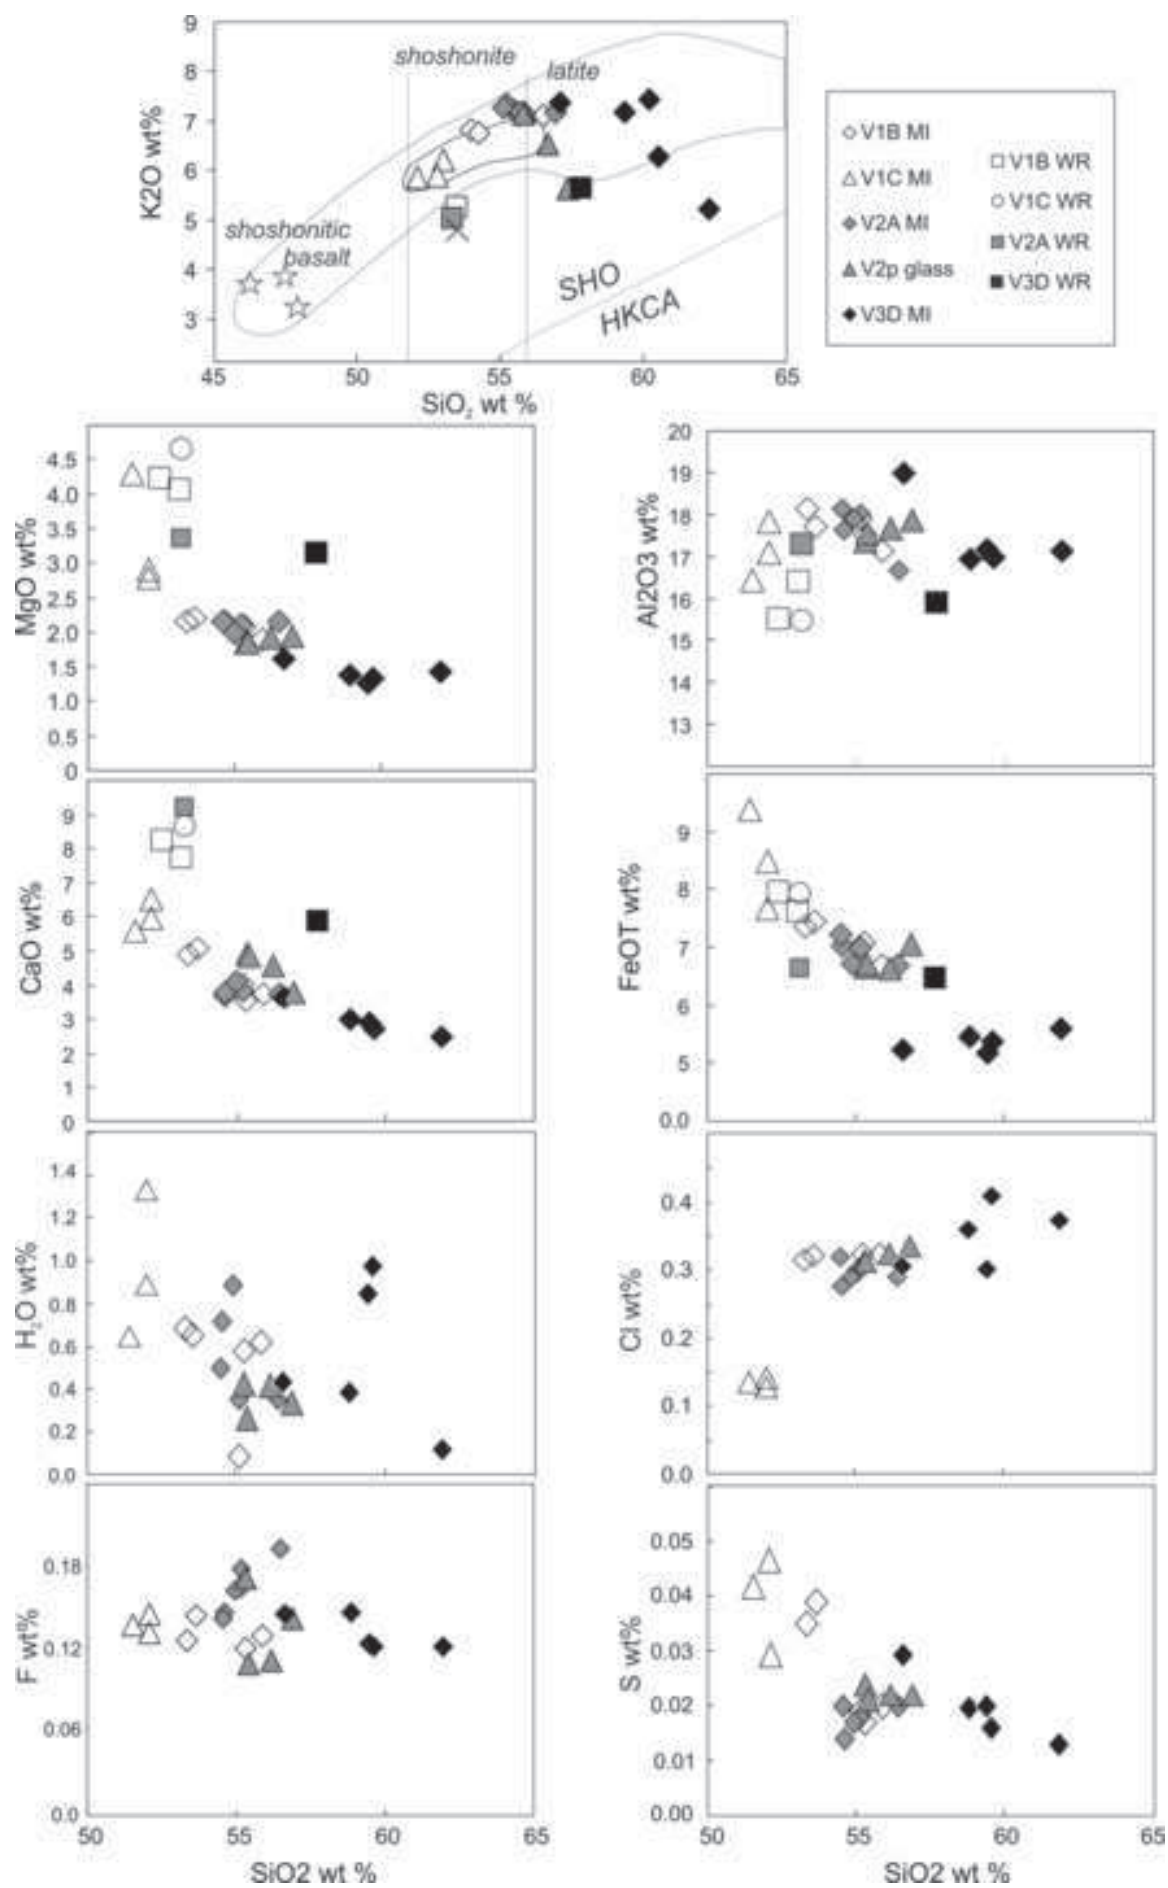 9
8
7
6
5
4
3
K2O wt%
shoshonite
latite
shoshonitic
basalt
SHO
HKCA
45
50
55
60
65
SiO₂ wt %
V1B MI
V1C MI
V2A MI
V2p glass
V3D MI
V1B WR
V1C WR
V2A WR
V3D WR
4.5
4.0
3.5
3.0
2.5
2.0
1.5
1.0
0.5
0
MgO wt%
20
19
18
17
16
15
14
13
Al2O3 wt%
9
8
7
6
5
4
3
2
1
0
CaO wt%
9
8
7
6
5
0.0
FeOT wt%
1.4
1.2
1.0
0.8
0.6
0.4
0.2
0.0
H₂O wt%
0.4
0.3
0.2
0.1
0.0
Cl wt%
0.18
0.12
0.06
0.0
F wt%
50
55
60
65
SiO2 wt %
0.05
0.04
0.03
0.02
0.01
0.00
S wt%
50
55
60
65
SiO2 wt %